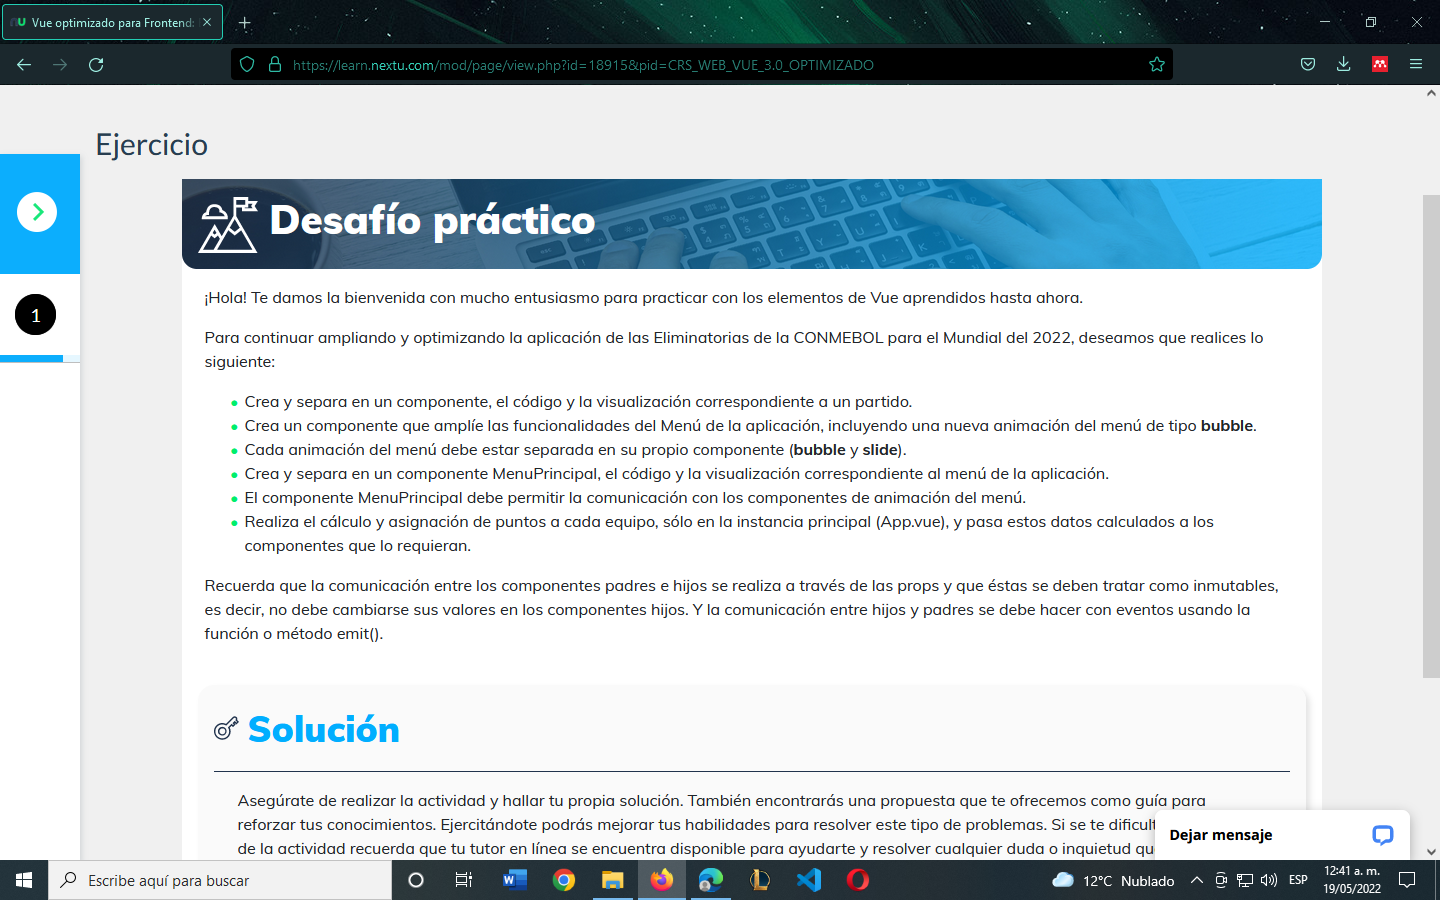 Vue optimizado para Frontend:
https://learn.nextu.com/mod/page/view.php?id=18915&pid=CRS_WEB_VUE_3.0_OPTIMIZADO
Ejercicio
Desafío práctico
1
¡Hola! Te damos la bienvenida con mucho entusiasmo para practicar con los elementos de Vue aprendidos hasta ahora.
Para continuar ampliando y optimizando la aplicación de las Eliminatorias de la CONMEBOL para el Mundial del 2022, deseamos que realices lo
siguiente:
Crea y separa en un componente, el código y la visualización correspondiente a un partido.
Crea un componente que amplíe las funcionalidades del Menú de la aplicación, incluyendo una nueva animación del menú de tipo bubble.
Cada animación del menú debe estar separada en su propio componente (bubble y slide).
Crea y separa en un componente MenuPrincipal, el código y la visualización correspondiente al menú de la aplicación.
El componente MenuPrincipal debe permitir la comunicación con los componentes de animación del menú.
Realiza el cálculo y asignación de puntos a cada equipo, sólo en la instancia principal (App.vue), y pasa estos datos calculados a los
componentes que lo requieran.
Recuerda que la comunicación entre los componentes padres e hijos se realiza a través de las props y que éstas se deben tratar como inmutables,
es decir, no debe cambiarse sus valores en los componentes hijos. Y la comunicación entre hijos y padres se debe hacer con eventos usando la
función o método emit().
Solución
Asegúrate de realizar la actividad y hallar tu propia solución. También encontrarás una propuesta que te ofrecemos como guía para
reforzar tus conocimientos. Ejercitándote podrás mejorar tus habilidades para resolver este tipo de problemas. Si se te
de la actividad recuerda que tu tutor en línea se encuentra disponible para ayudarte y resolver cualquier duda o inquietud
Dejar mensaje
Escribe aquí para buscar
12°C Nublado
ESP
12:41 a. m.
19/05/2022